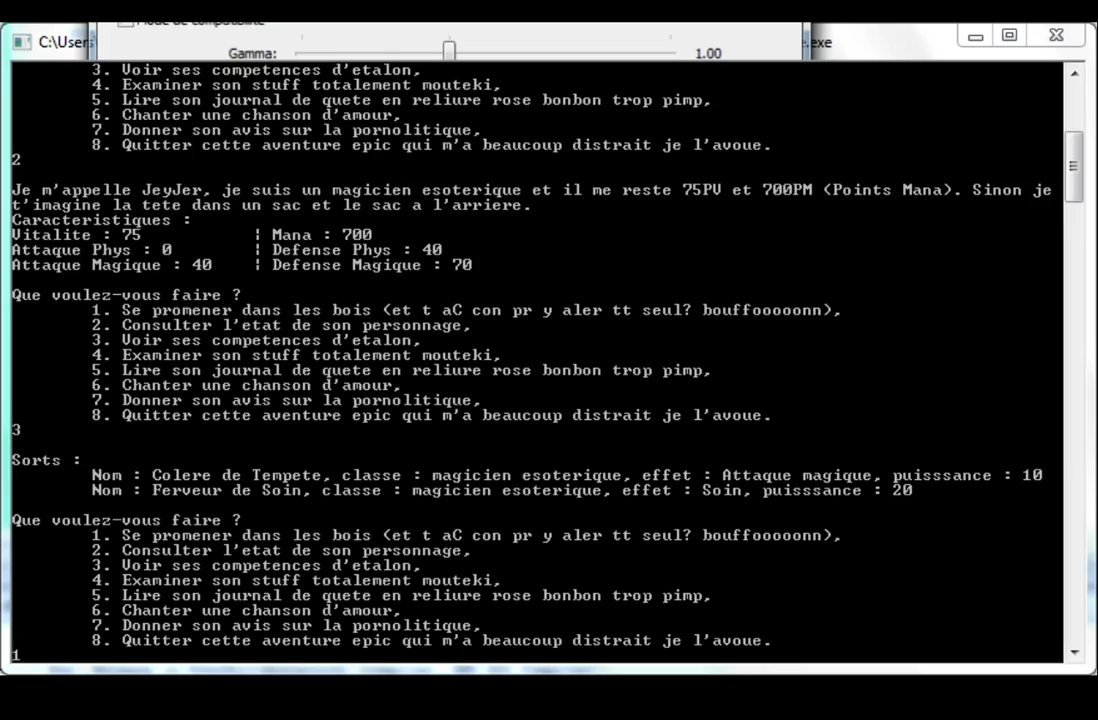 Mode de compatibilité
C:\Users
.exe
Gamma:
1.00
3. Voir ses competences d'etalon,
4. Examiner son stuff totalement mouteki,
5. Lire son journal de quete en reliure rose bonbon trop pimp,
6. Chanter une chanson d'amour,
7. Donner son avis sur la pornolitique,
8. Quitter cette aventure epic qui m'a beaucoup distrait je l'avoue.
2
Je m'appelle JeyJer, je suis un magicien esoterique et il me reste 75PV et 700PM (Points Mana). Sinon je
t'imagine la tete dans un sac et le sac a l'arriere.
Caracteristiques :
Vitalite : 75 | Mana : 700
Attaque Phys : 0 | Defense Phys : 40
Attaque Magique : 40 | Defense Magique : 70
Que voulez-vous faire ?
1. Se promener dans les bois (et t aC con pr y aler tt seul? bouffooooonn),
2. Consulter l'etat de son personnage,
3. Voir ses competences d'etalon,
4. Examiner son stuff totalement mouteki,
5. Lire son journal de quete en reliure rose bonbon trop pimp,
6. Chanter une chanson d'amour,
7. Donner son avis sur la pornolitique,
8. Quitter cette aventure epic qui m'a beaucoup distrait je l'avoue.
3
Sorts :
Nom : Colere de Tempete, classe : magicien esoterique, effet : Attaque magique, puisssance : 10
Nom : Ferveur de Soin, classe : magicien esoterique, effet : Soin, puisssance : 20
Que voulez-vous faire ?
1. Se promener dans les bois (et t aC con pr y aler tt seul? bouffooooonn),
2. Consulter l'etat de son personnage,
3. Voir ses competences d'etalon,
4. Examiner son stuff totalement mouteki,
5. Lire son journal de quete en reliure rose bonbon trop pimp,
6. Chanter une chanson d'amour,
7. Donner son avis sur la pornolitique,
8. Quitter cette aventure epic qui m'a beaucoup distrait je l'avoue.
1